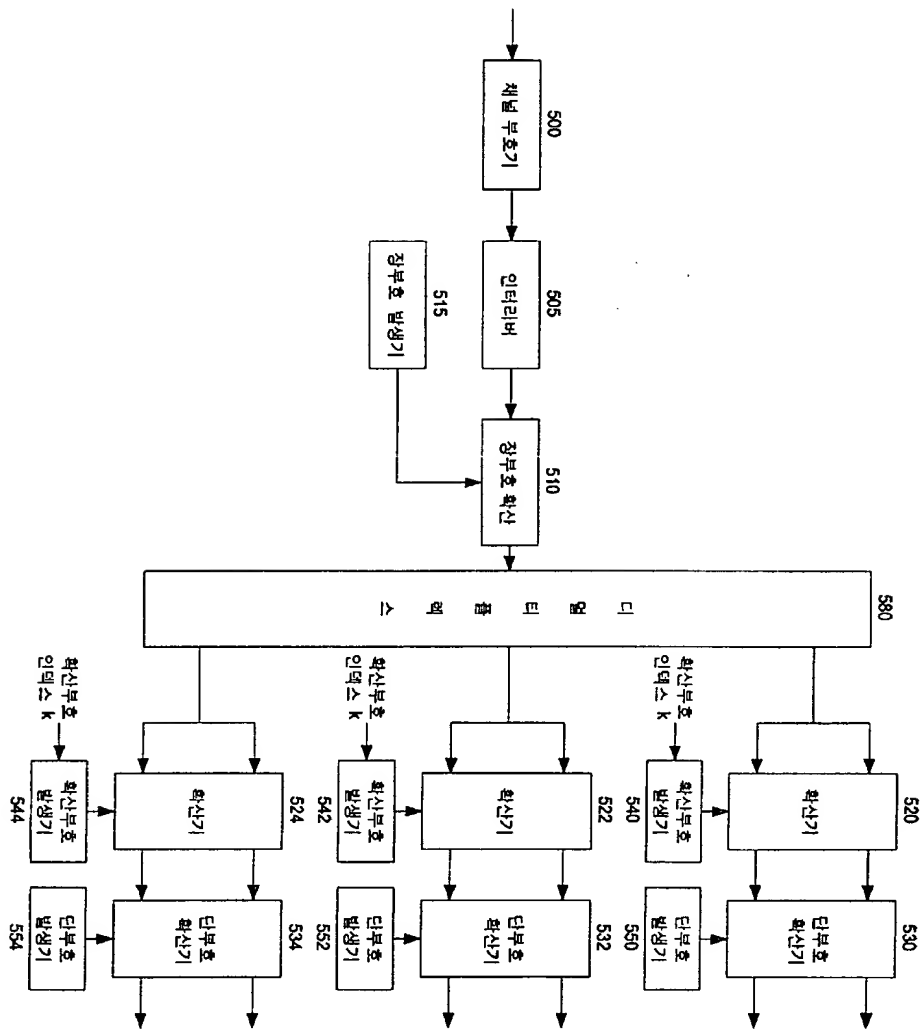 500
채널 부호기
505
인터리버
515
장부호 발생기
510
장부호 확산
580
디멀티플렉스
확산부호
인덱스 k
확산부호
발생기
540
확산기
520
단부호
확산기
530
단부호
발생기
550
확산부호
인덱스 k
확산부호
발생기
542
확산기
522
단부호
확산기
532
단부호
발생기
552
확산부호
인덱스 k
확산부호
발생기
544
확산기
524
단부호
확산기
534
단부호
발생기
554